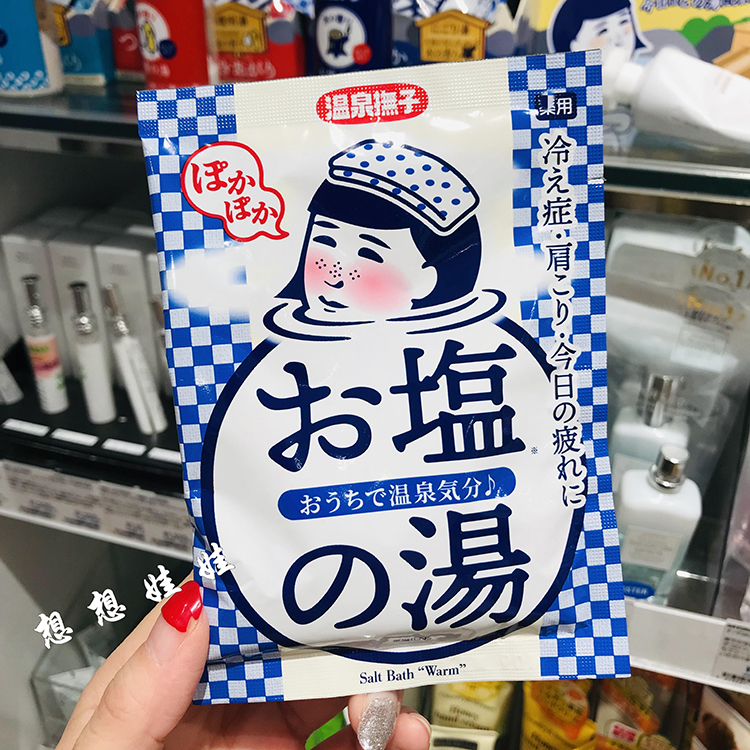 温泉撫子
薬用
ぽかぽか
冷え症・肩こり・今日の疲れに
お塩の湯
※
おうちで温泉気分♪
Salt Bath “Warm”
想想娃娃
No.1